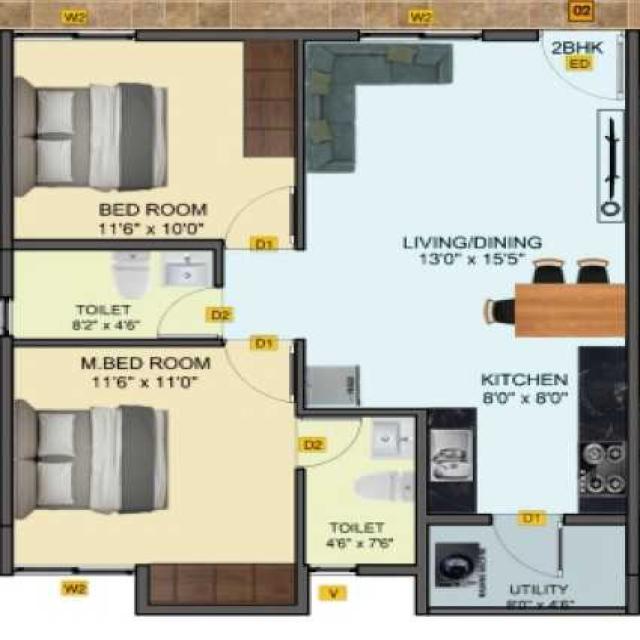 W2
W2
02
2BHK
ED
BED ROOM
11'6" x 10'0"
D1
LIVING/DINING
13'0" x 15'5"
TOILET
8'2" x 4'6"
D2
D1
M.BED ROOM
11'6" x 11'0"
KITCHEN
8'0" x 8'0"
D2
D1
TOILET
4'6" x 7'6"
UTILITY
8'0" x 4'6"
W2
V